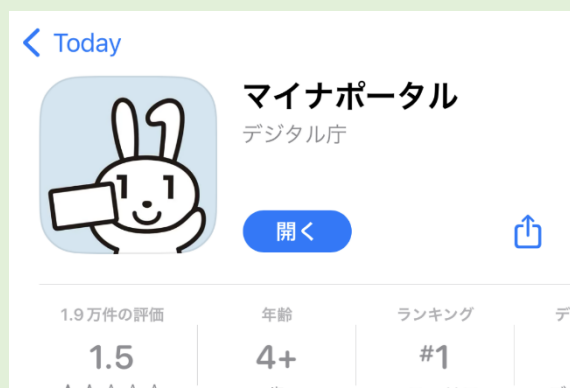 Today
マイナポータル
デジタル庁
開く
1.9万件の評価
年齢
ランキング
1.5
4+
#1